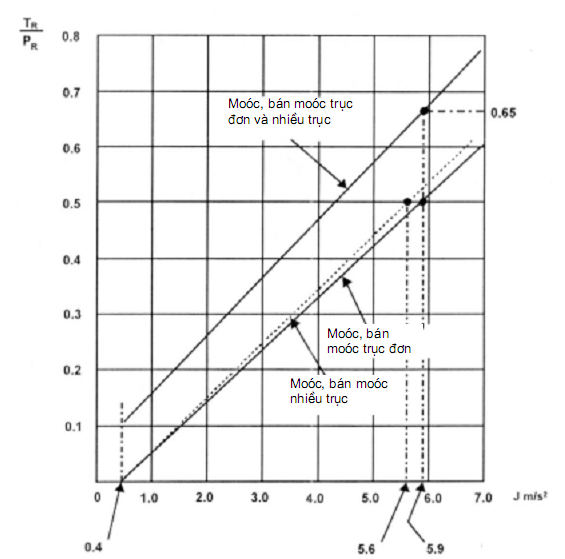 TR
PR
0.8
0.7
0.6
0.5
0.4
0.3
0.2
0.1
Moóc, bán moóc trục
đơn và nhiều trục
0.65
Moóc, bán
moóc trục đơn
Moóc, bán moóc
nhiều trục
0 1.0 2.0 3.0 4.0 5.0 6.0 7.0 J m/s²
0.4 5.6 5.9